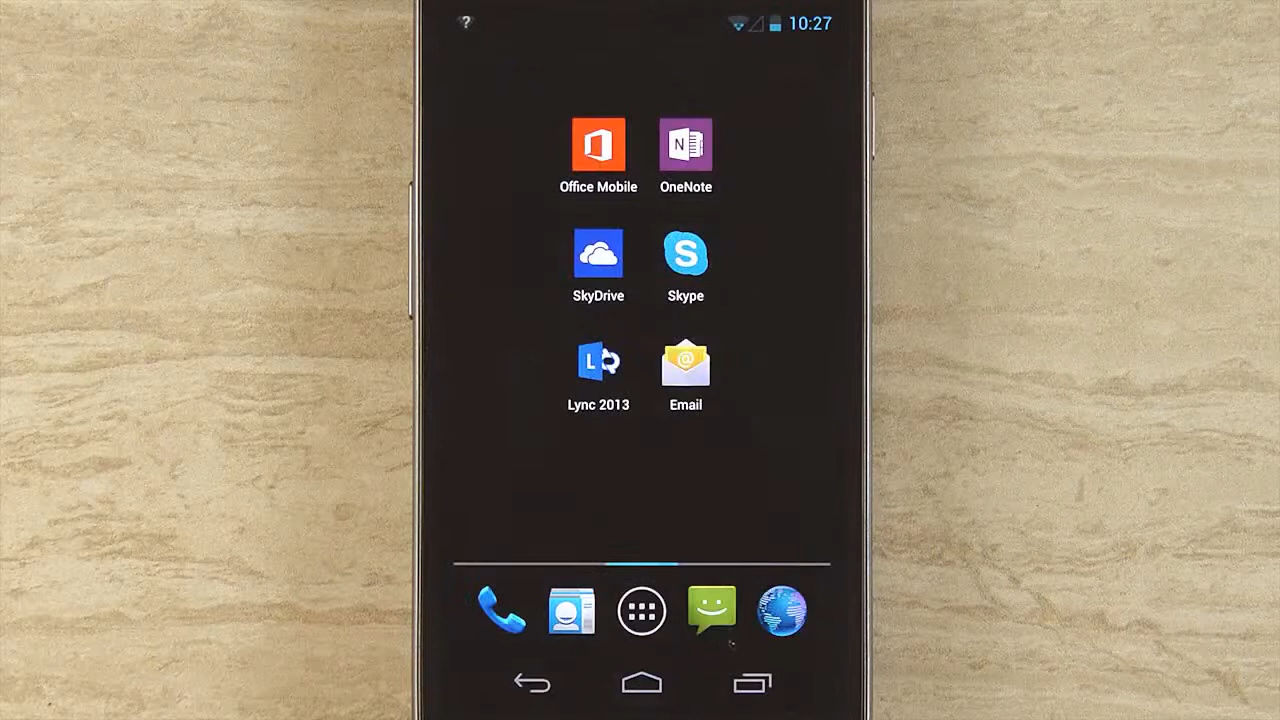 ?
10:27
N
Office Mobile OneNote
S
SkyDrive Skype
L @
Lync 2013 Email